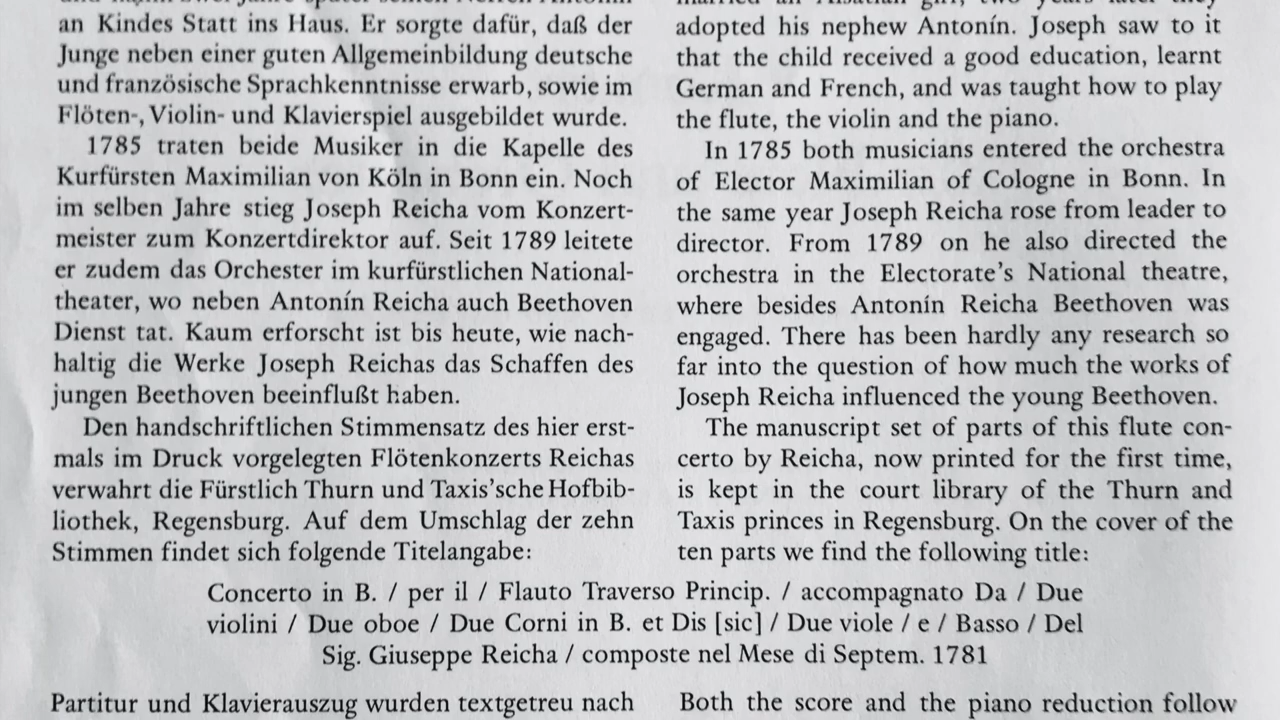 an Kindes Statt ins Haus. Er sorgte dafür, daß der
Junge neben einer guten Allgemeinbildung deutsche
und französische Sprachkenntnisse erwarb, sowie im
Flöten-, Violin- und Klavierspiel ausgebildet wurde.
1785 traten beide Musiker in die Kapelle des
Kurfürsten Maximilian von Köln in Bonn ein. Noch
im selben Jahre stieg Joseph Reicha vom Konzert-
meister zum Konzertdirektor auf. Seit 1789 leitete
er zudem das Orchester im kurfürstlichen National-
theater, wo neben Antonín Reicha auch Beethoven
Dienst tat. Kaum erforscht ist bis heute, wie nach-
haltig die Werke Joseph Reichas das Schaffen des
jungen Beethoven beeinflußt haben.
Den handschriftlichen Stimmensatz des hier erst-
mals im Druck vorgelegten Flötenkonzerts Reichas
verwahrt die Fürstlich Thurn und Taxis'sche Hofbib-
liothek, Regensburg. Auf dem Umschlag der zehn
Stimmen findet sich folgende Titelangabe:
married an Alsatian girl, two years later they
adopted his nephew Antonín. Joseph saw to it
that the child received a good education, learnt
German and French, and was taught how to play
the flute, the violin and the piano.
In 1785 both musicians entered the orchestra
of Elector Maximilian of Cologne in Bonn. In
the same year Joseph Reicha rose from leader to
director. From 1789 on he also directed the
orchestra in the Electorate's National theatre,
where besides Antonín Reicha Beethoven was
engaged. There has been hardly any research so
far into the question of how much the works of
Joseph Reicha influenced the young Beethoven.
The manuscript set of parts of this flute con-
certo by Reicha, now printed for the first time,
is kept in the court library of the Thurn and
Taxis princes in Regensburg. On the cover of the
ten parts we find the following title:
Concerto in B. / per il / Flauto Traverso Princip. / accompagnato Da / Due
violini / Due oboe / Due Corni in B. et Dis [sic] / Due viole / e / Basso / Del
Sig. Giuseppe Reicha / composte nel Mese di Septem. 1781
Partitur und Klavierauszug wurden textgetreu nach
Both the score and the piano reduction follow